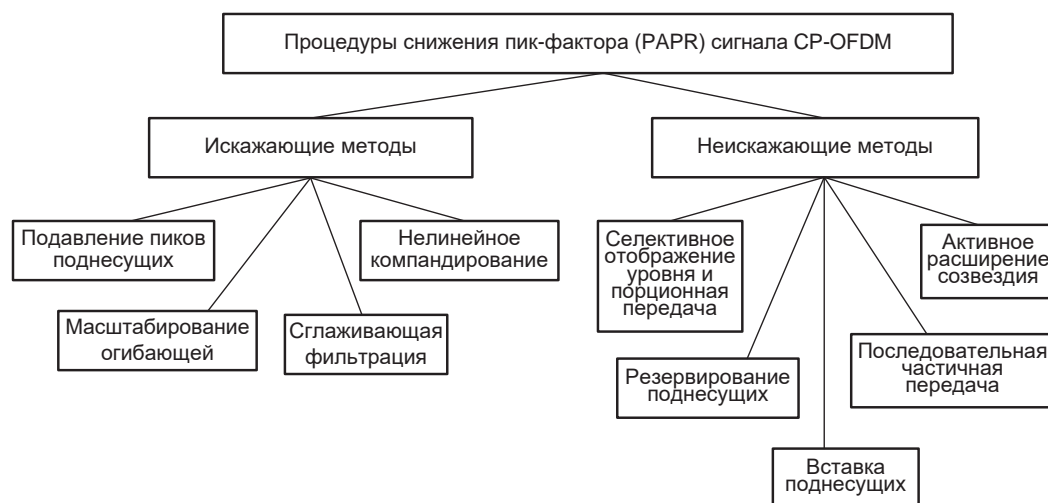 Процедуры снижения пик-фактора (PAPR) сигнала CP-OFDM
Искажающие методы
Неискажающие методы
Подавление пиков
поднесущих
Нелинейное
компандирование
Масштабирование
огибающей
Сглаживающая
фильтрация
Селективное
отображение
уровня и
порционная
передача
Активное
расширение
созвездия
Резервирование
поднесущих
Последовательная
частичная
передача
Вставка
поднесущих